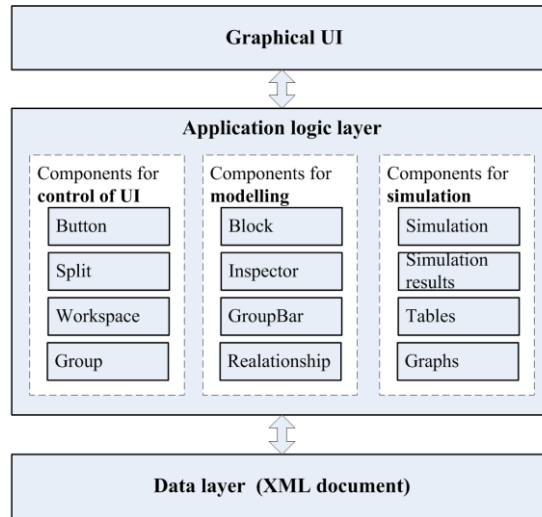 Graphical UI
Application logic layer
Components for
control of UI
Button
Split
Workspace
Group
Components for
modelling
Block
Inspector
GroupBar
Realationship
Components for
simulation
Simulation
Simulation
results
Tables
Graphs
Data layer (XML document)